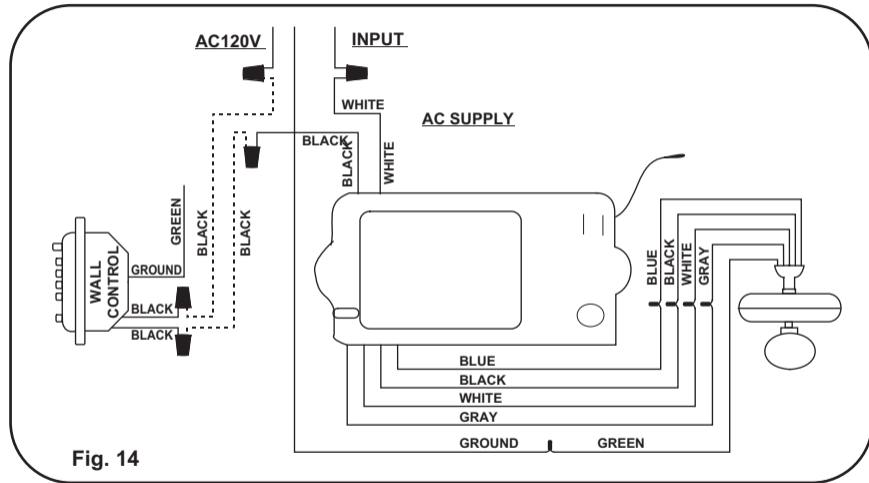 AC120V INPUT
WHITE
AC SUPPLY
BLACK
BLACK
WHITE
GREEN
BLACK
BLACK
WALL
CONTROL
GROUND
BLACK
BLACK
BLUE
BLACK
WHITE
GRAY
BLUE
BLACK
WHITE
GRAY
GROUND GREEN
Fig. 14